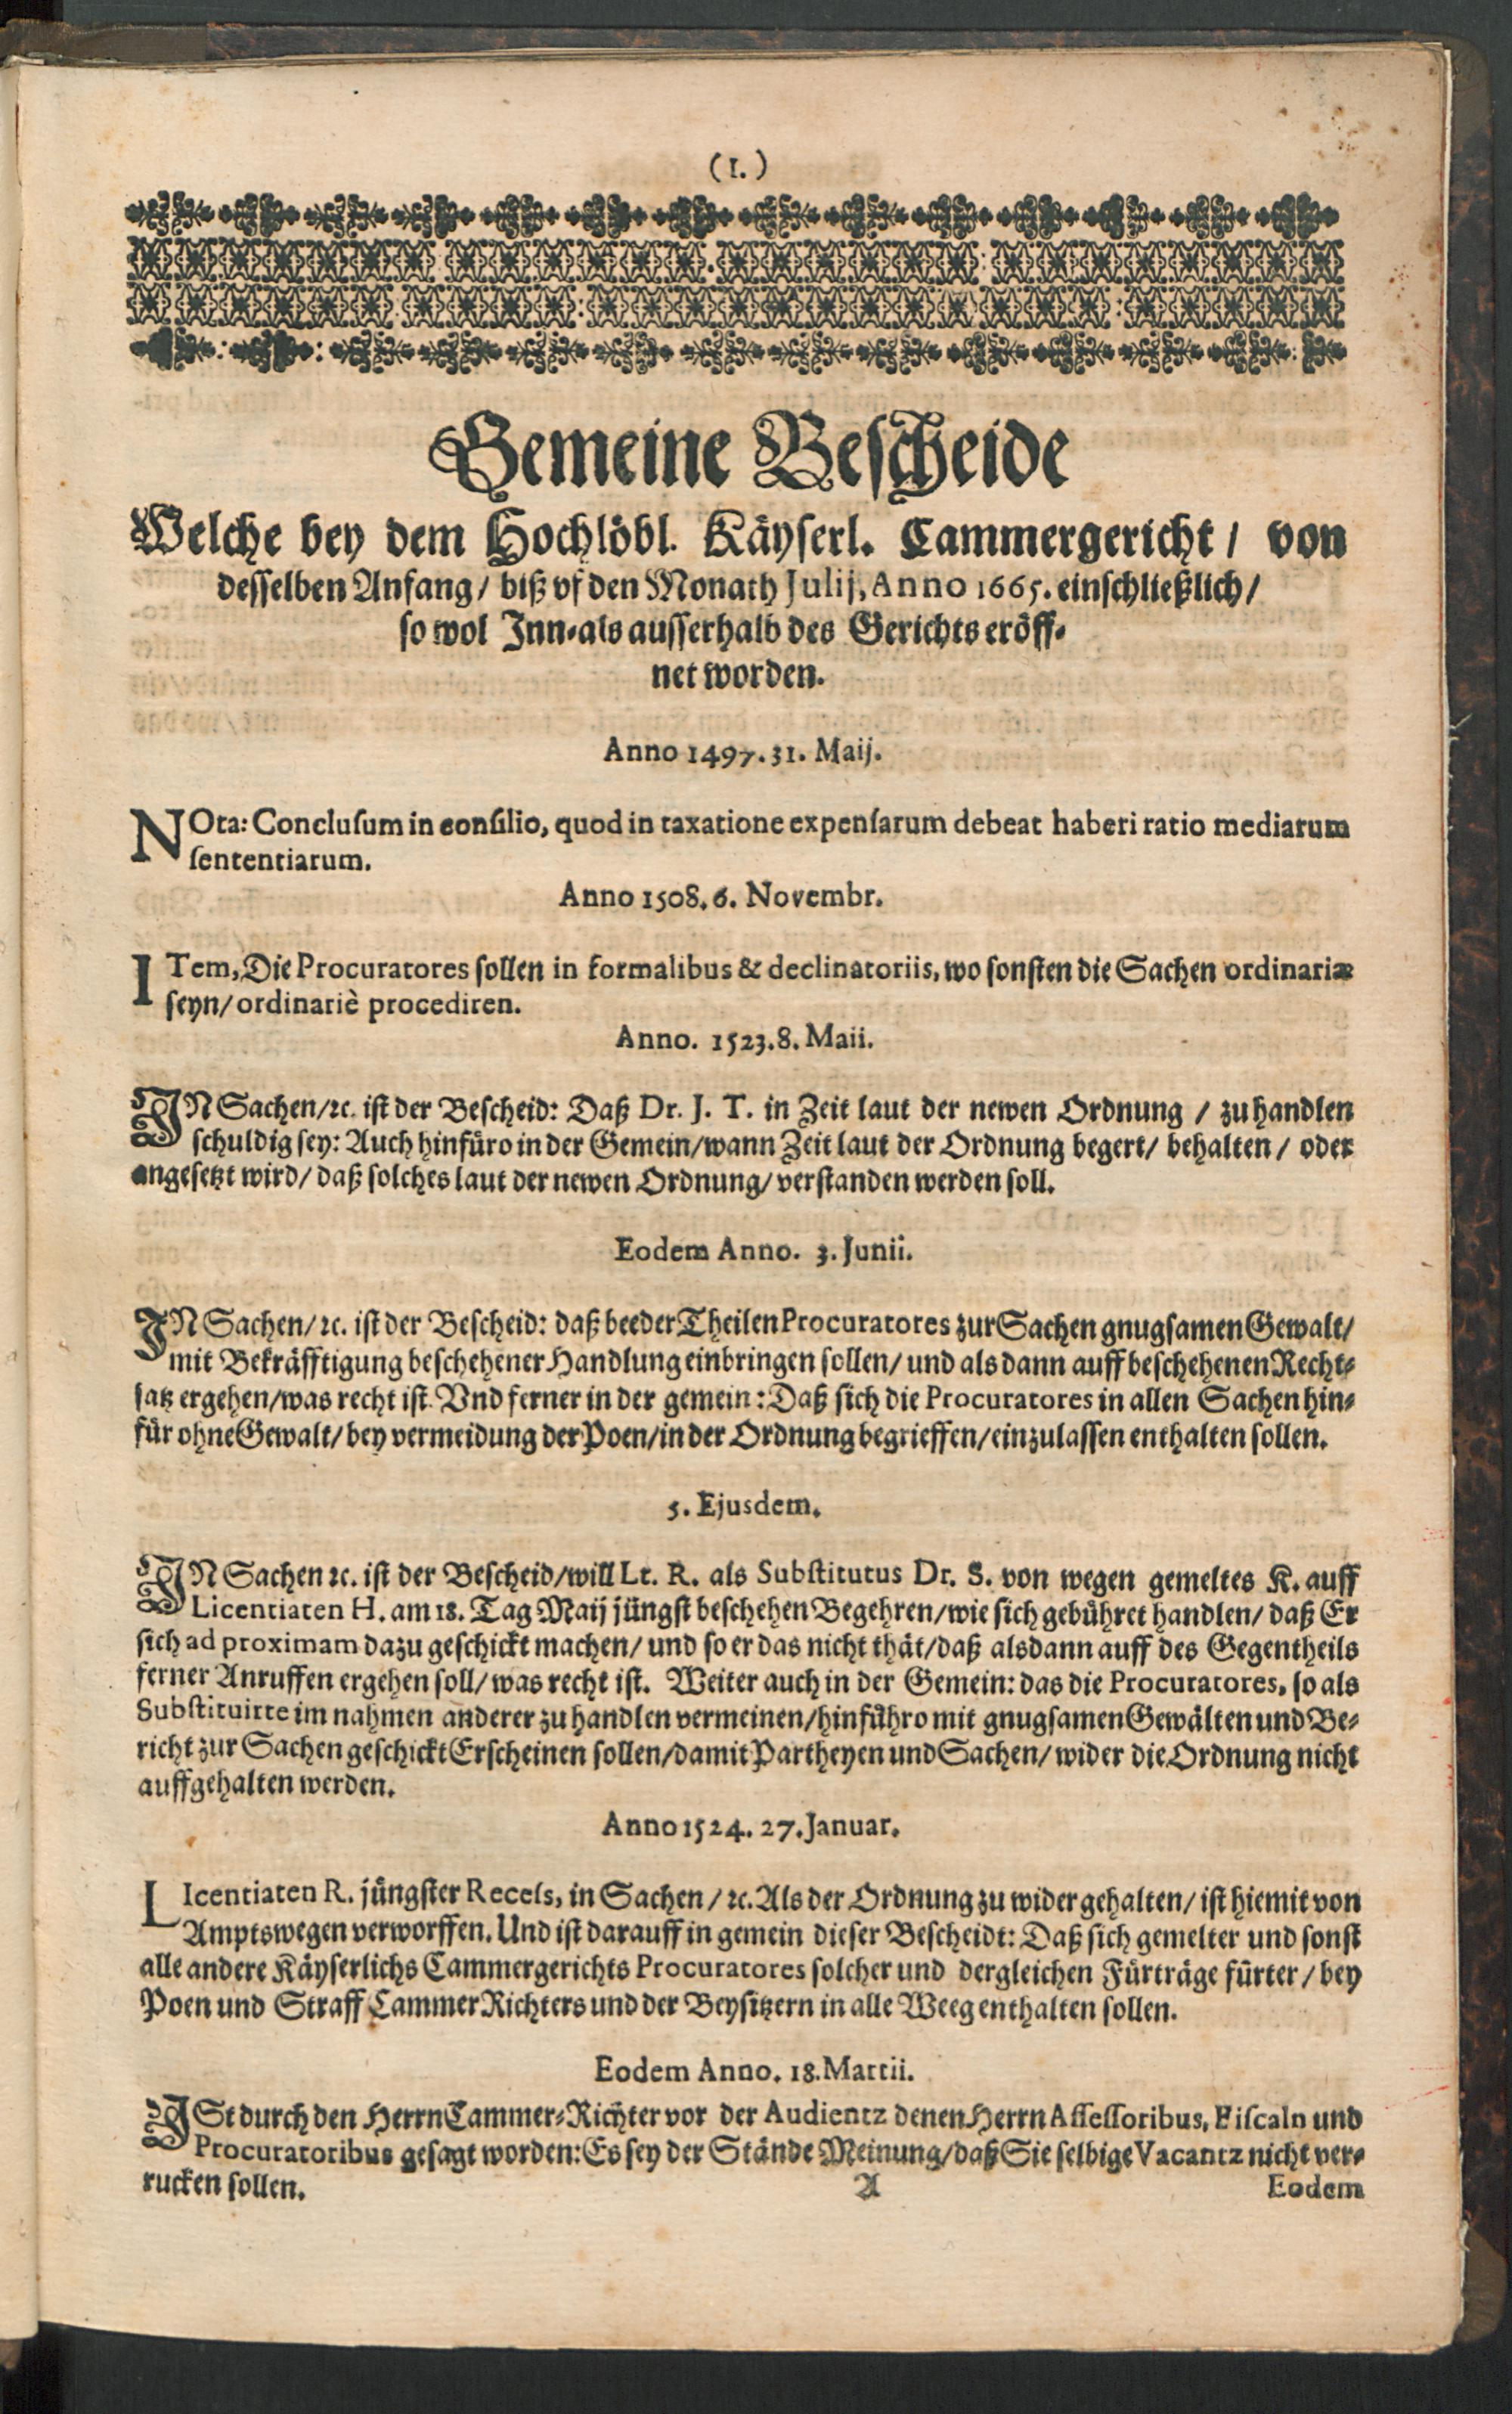 (1.)
Gemeine Bescheide
Welche bey dem Hochlöbl. Käyserl. Cammergericht / von
desselben Anfang / biß vf den Monath Julij, Anno 1665. einschließlich /
so wol Inn-als ausserhalb des Gerichts eröff-
net worden.
Anno 1497. 31. Maij.
NOta: Conclusum in consilio, quod in taxatione expensarum debeat haberi ratio mediarum
sententiarum.
Anno 1508. 6. Novembr.
ITem, Die Procuratores sollen in formalibus & declinatoriis, wo sonsten die Sachen ordinariæ
seyn / ordinariè procediren.
Anno. 1523. 8. Maii.
IN Sachen / ꝛc. ist der Bescheid: Daß Dr. J. T. in Zeit laut der newen Ordnung / zu handlen
schuldig sey: Auch hinfüro in der Gemein / wann Zeit laut der Ordnung begert / behalten / oder
angesetzt wird / daß solches laut der newen Ordnung / verstanden werden soll.
Eodem Anno. 3. Junii.
IN Sachen / ꝛc. ist der Bescheid: daß beeder Theilen Procuratores zur Sachen gnugsamen Gewalt /
mit Bekräfftigung beschehener Handlung einbringen sollen / und als dann auff beschehenen Recht-
satz ergehen / was recht ist. Vnd ferner in der gemein: Daß sich die Procuratores in allen Sachen hin-
für ohne Gewalt / bey vermeidung der Poen / in der Ordnung begrieffen / einzulassen enthalten sollen.
5. Ejusdem.
IN Sachen ꝛc. ist der Bescheid / will Lt. R. als Substitutus Dr. S. von wegen gemeltes K. auff
Licentiaten H. am 18. Tag Maij jüngst beschehen Begehren / wie sich gebühret handlen / daß Er
sich ad proximam dazu geschickt machen / und so er das nicht thät / daß alsdann auff des Gegentheils
ferner Anruffen ergehen soll / was recht ist. Weiter auch in der Gemein: das die Procuratores, so als
Substituirte im nahmen anderer zu handlen vermeinen / hinführo mit gnugsamen Gewälten und Be-
richt zur Sachen geschickt Erscheinen sollen / damit Partheyen und Sachen / wider die Ordnung nicht
auffgehalten werden.
Anno 1524. 27. Januar.
LIcentiaten R. jüngster Recess, in Sachen / ꝛc. Als der Ordnung zu wider gehalten / ist hiemit von
Amptswegen verworffen. Und ist darauff in gemein dieser Bescheidt: Daß sich gemelter und sonst
alle andere Käyserlichs Cammergerichts Procuratores solcher und dergleichen Fürträge fürter / bey
Poen und Straff Cammer Richters und der Beysitzern in alle Weeg enthalten sollen.
Eodem Anno. 18. Martii.
ISt durch den Herrn Cammer-Richter vor der Audientz denen Herrn Assessoribus, Fiscaln und
Procuratoribus gesagt worden: Es sey der Stände Meinung / daß Sie selbige Vacantz nicht ver-
rucken sollen.
A
Eodem